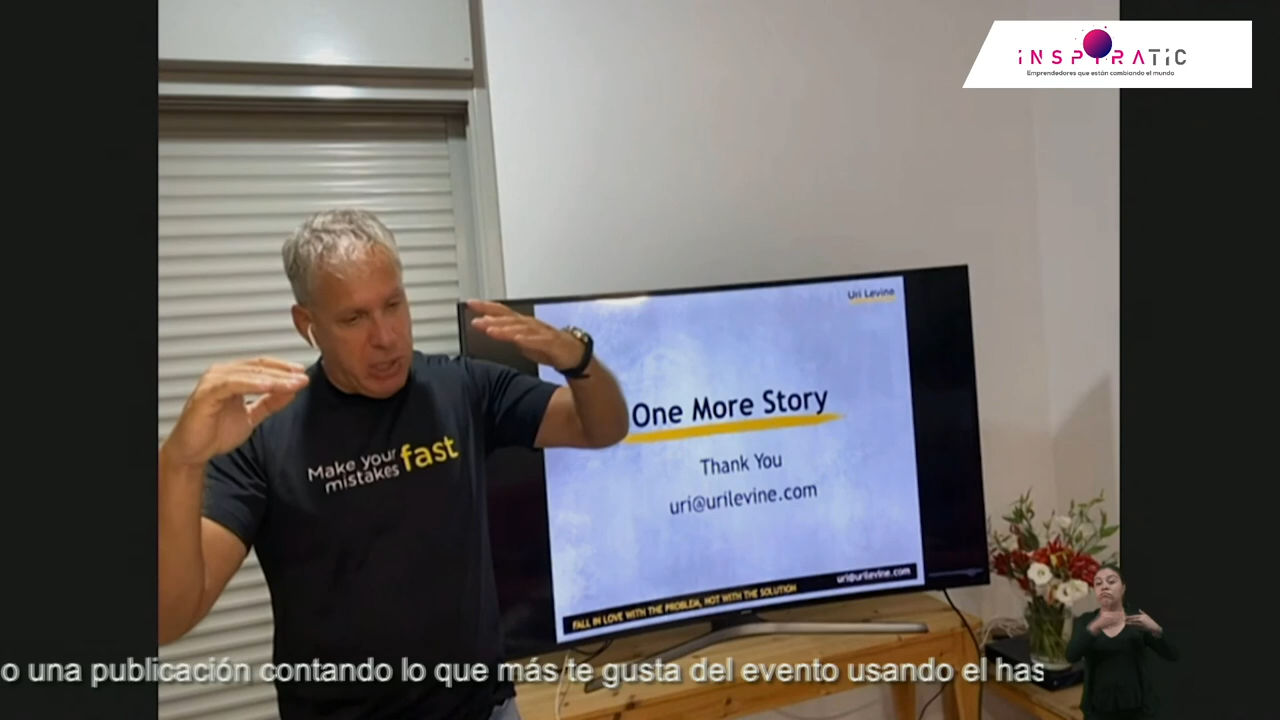 INSPIRATIC
Emprendedores que están cambiando el mundo
Uri Levine
One More Story
Thank You
uri@urilevine.com
Make your fast
mistakes
uri@urilevine.com
FALL IN LOVE WITH THE PROBLEM, NOT WITH THE SOLUTION
o una publicación contando lo que más te gusta del evento usando el has